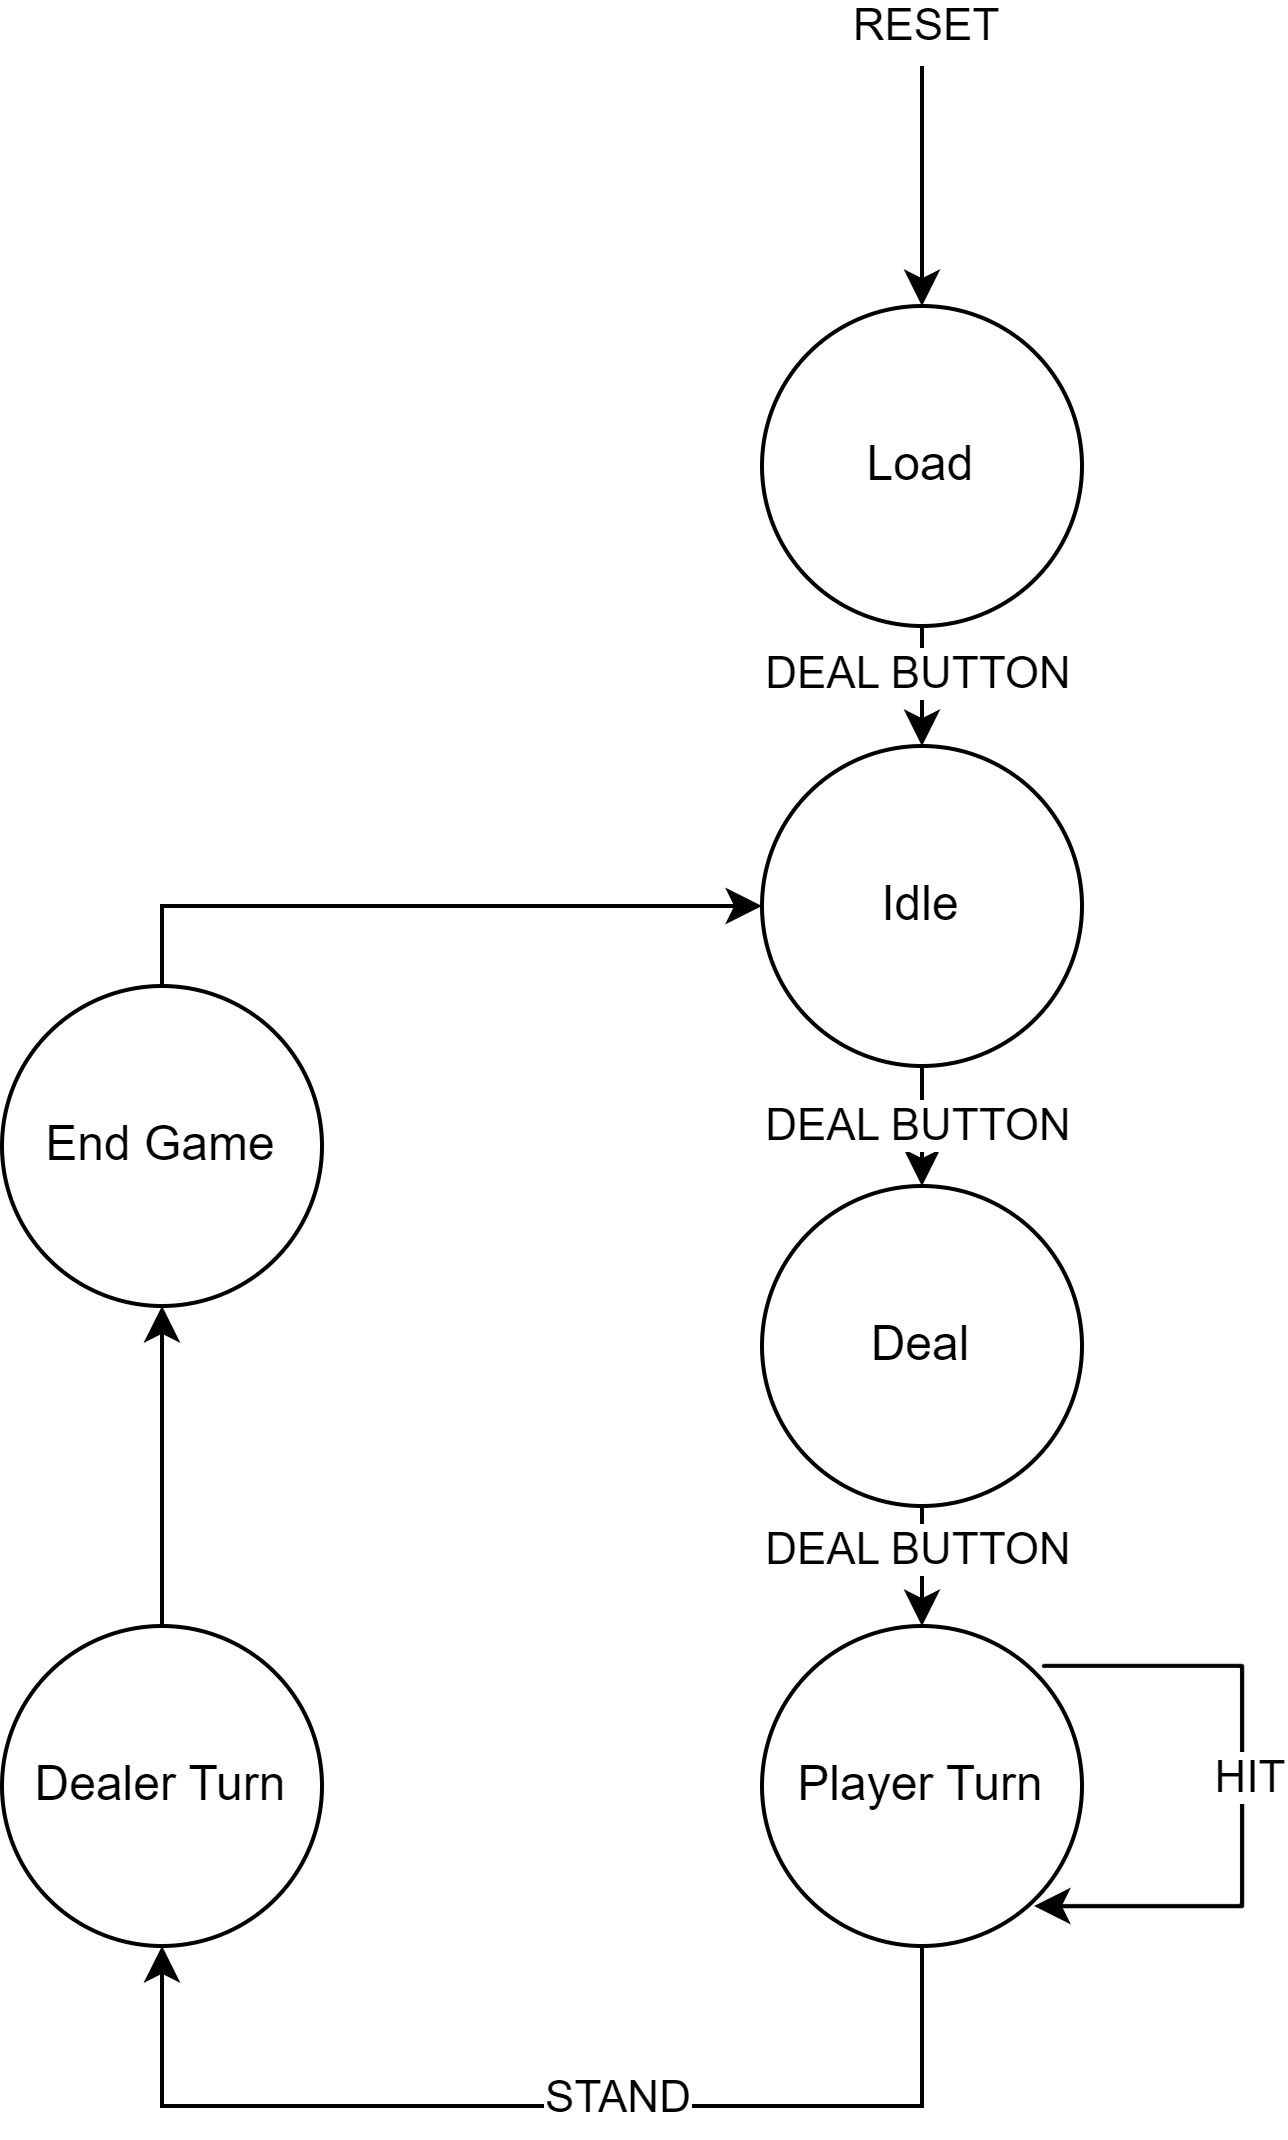 RESET
Load
DEAL BUTTON
Idle
DEAL BUTTON
End Game
Deal
DEAL BUTTON
Dealer Turn
Player Turn
HIT
STAND